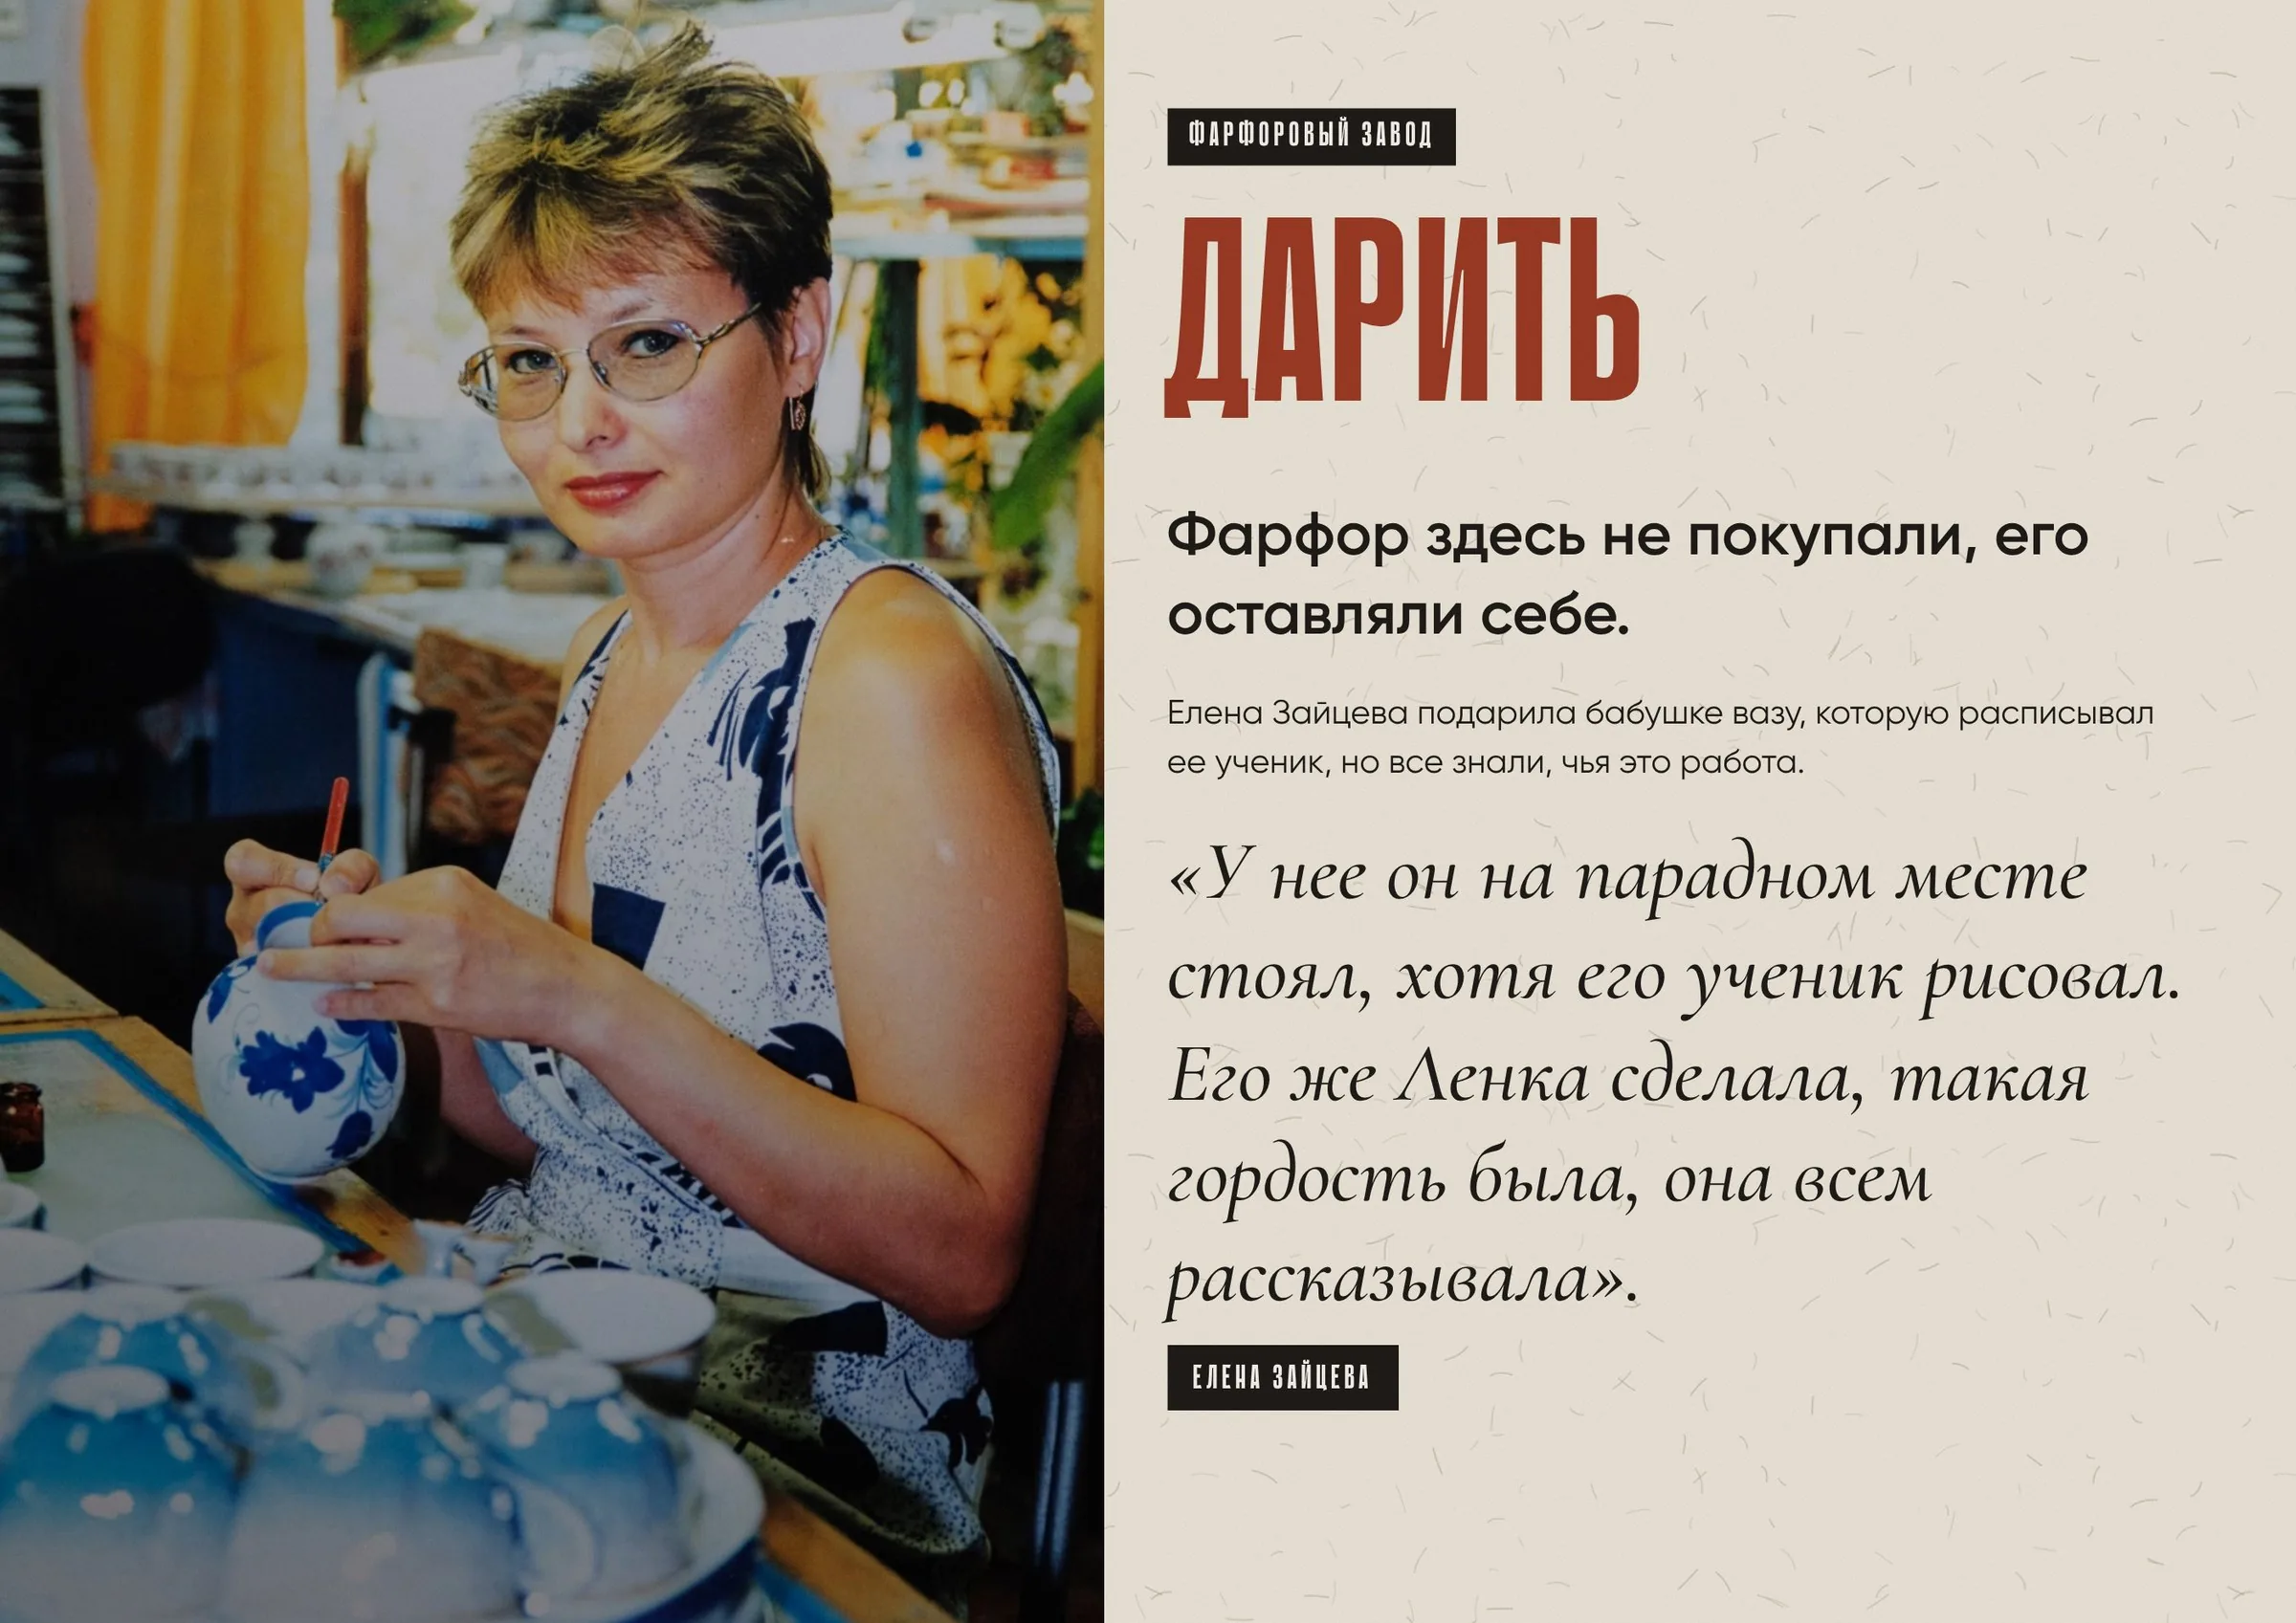 ФАРФОРОВЫЙ ЗАВОД
ДАРИТЬ
Фарфор здесь не покупали, его
оставляли себе.
Елена Зайцева подарила бабушке вазу, которую расписывал
ее ученик, но все знали, чья это работа.
«У нее он на парадном месте
стоял, хотя его ученик рисовал.
Его же Ленка сделала, такая
гордость была, она всем
рассказывала».
ЕЛЕНА ЗАЙЦЕВА